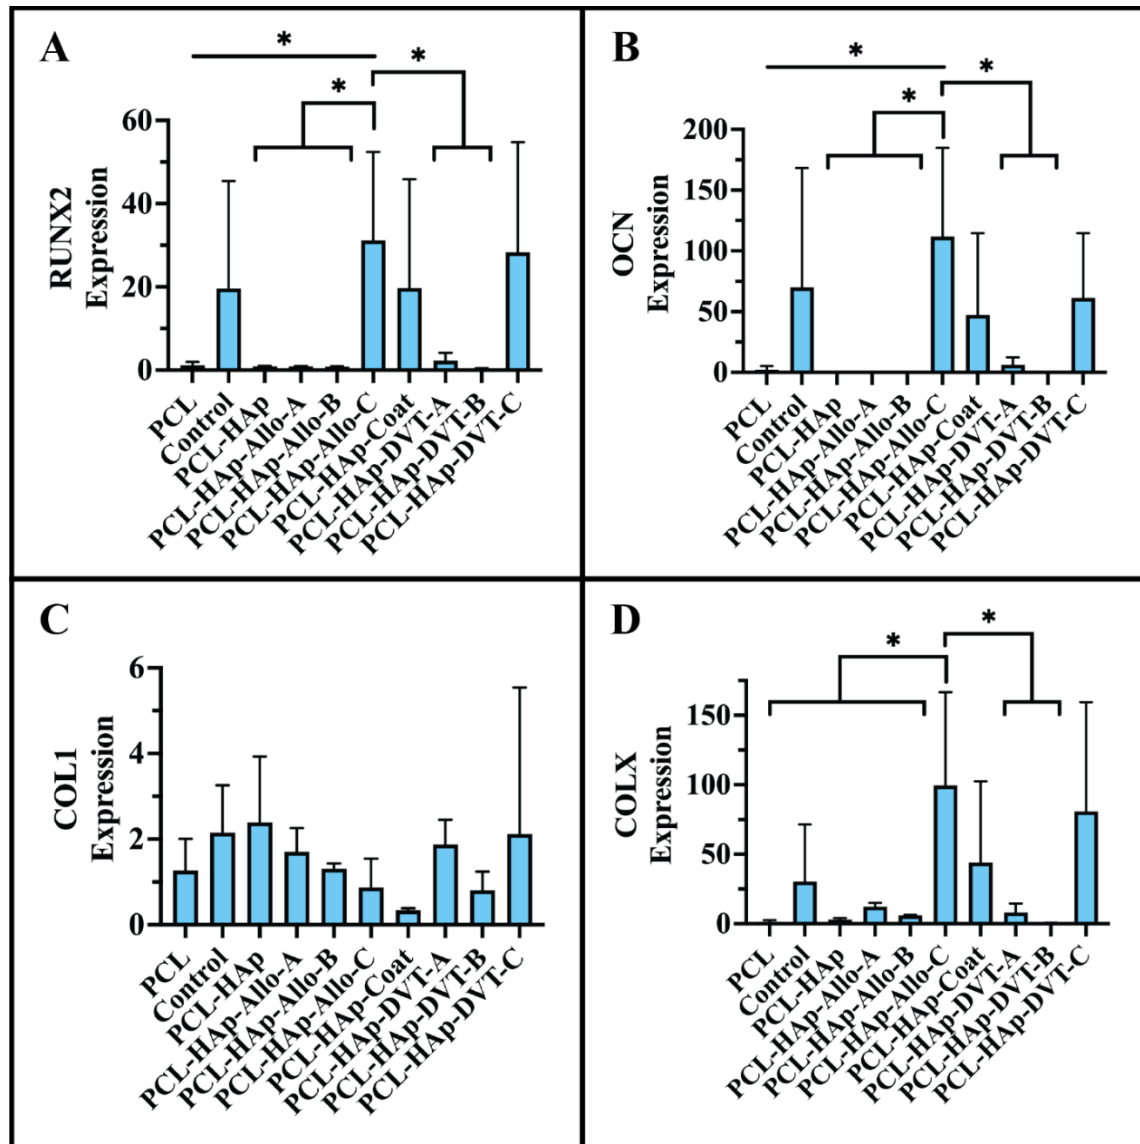 A
*
*
*
60
40
20
0
RUNX2
Expression
PCL
Control
PCL-HAp
PCL-HAp-Allo-A
PCL-HAp-Allo-B
PCL-HAp-Allo-C
PCL-HAp-Coat
PCL-HAp-DVT-A
PCL-HAp-DVT-B
PCL-HAp-DVT-C
B
*
*
*
200
150
100
50
0
OCN
Expression
PCL
Control
PCL-HAp
PCL-HAp-Allo-A
PCL-HAp-Allo-B
PCL-HAp-Allo-C
PCL-HAp-Coat
PCL-HAp-DVT-A
PCL-HAp-DVT-B
PCL-HAp-DVT-C
C
6
4
2
0
COL1
Expression
PCL
Control
PCL-HAp
PCL-HAp-Allo-A
PCL-HAp-Allo-B
PCL-HAp-Allo-C
PCL-HAp-Coat
PCL-HAp-DVT-A
PCL-HAp-DVT-B
PCL-HAp-DVT-C
D
*
*
150
100
50
0
COLX
Expression
PCL
Control
PCL-HAp
PCL-HAp-Allo-A
PCL-HAp-Allo-B
PCL-HAp-Allo-C
PCL-HAp-Coat
PCL-HAp-DVT-A
PCL-HAp-DVT-B
PCL-HAp-DVT-C